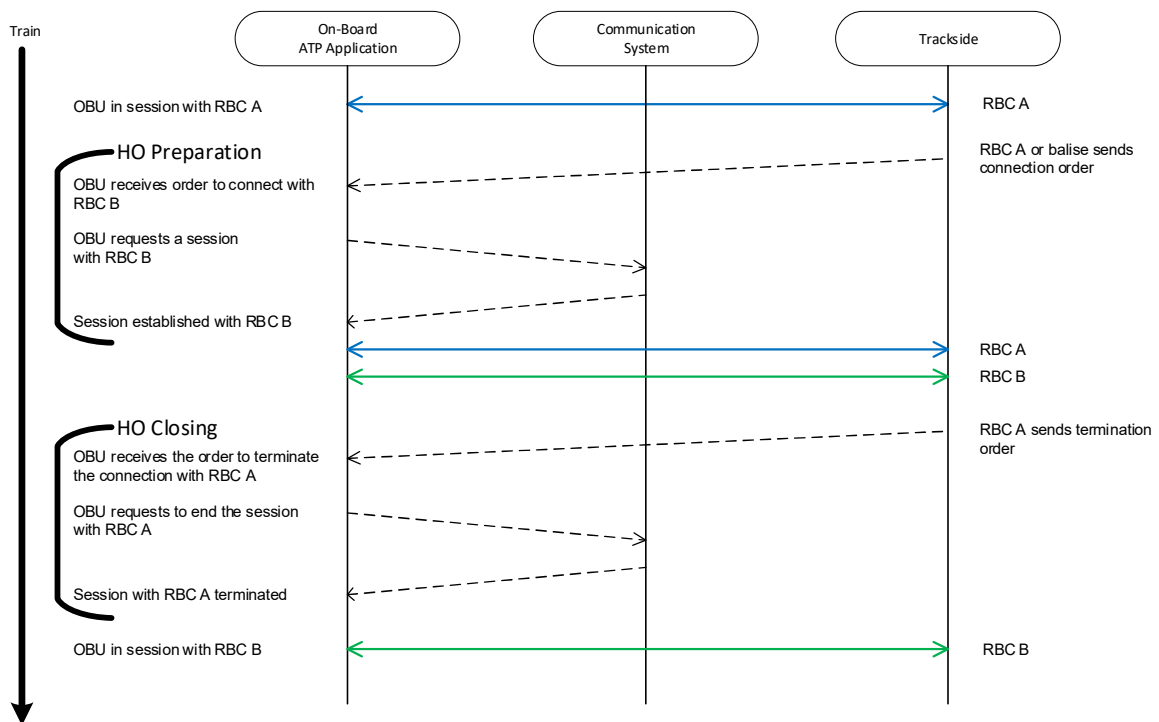 Train
On-Board
ATP Application
Communication
System
Trackside
OBU in session with RBC A
RBC A
HO Preparation
RBC A or balise sends
connection order
OBU receives order to connect with
RBC B
OBU requests a session
with RBC B
Session established with RBC B
RBC A
RBC B
HO Closing
RBC A sends termination
order
OBU receives the order to terminate
the connection with RBC A
OBU requests to end the session
with RBC A
Session with RBC A terminated
OBU in session with RBC B
RBC B